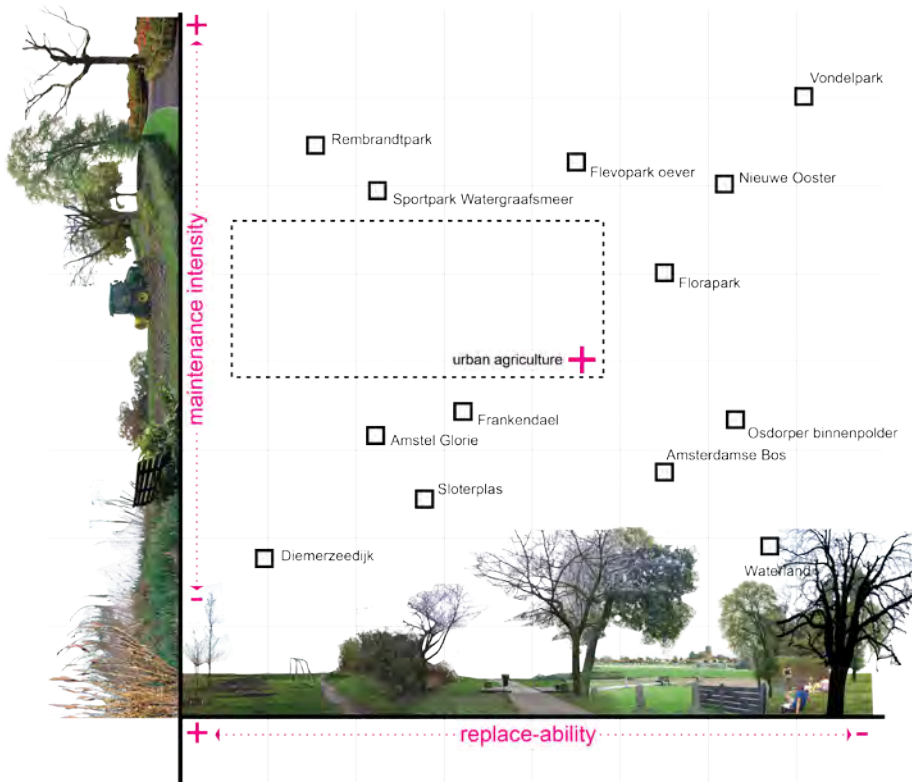 +
Vondelpark
Rembrandtpark
Flevopark oever
Nieuwe Ooster
Sportpark Watergraafsmeer
maintenance intensity
Florapark
urban agriculture +
Frankendael
Osdorper binnenpolder
Amstel Glorie
Amsterdamse Bos
Sloterplas
Diemerzeedijk
Waterland
-
+ replace-ability -